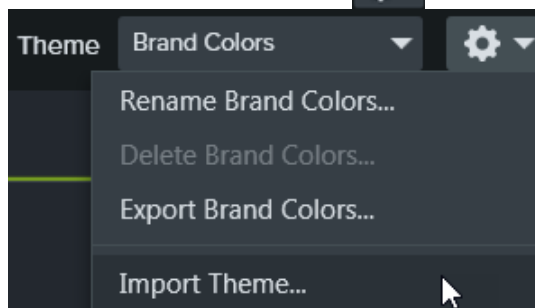 Theme Brand Colors
Rename Brand Colors...
Delete Brand Colors...
Export Brand Colors...
Import Theme...